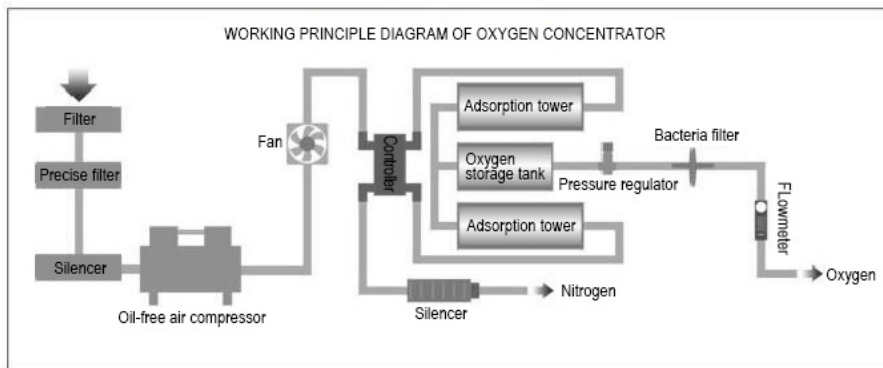 WORKING PRINCIPLE DIAGRAM OF OXYGEN CONCENTRATOR
Filter
Precise filter
Silencer
Oil-free air compressor
Fan
Controller
Adsorption tower
Oxygen
storage tank
Adsorption tower
Silencer
Nitrogen
Pressure regulator
Bacteria filter
FLowmeter
Oxygen